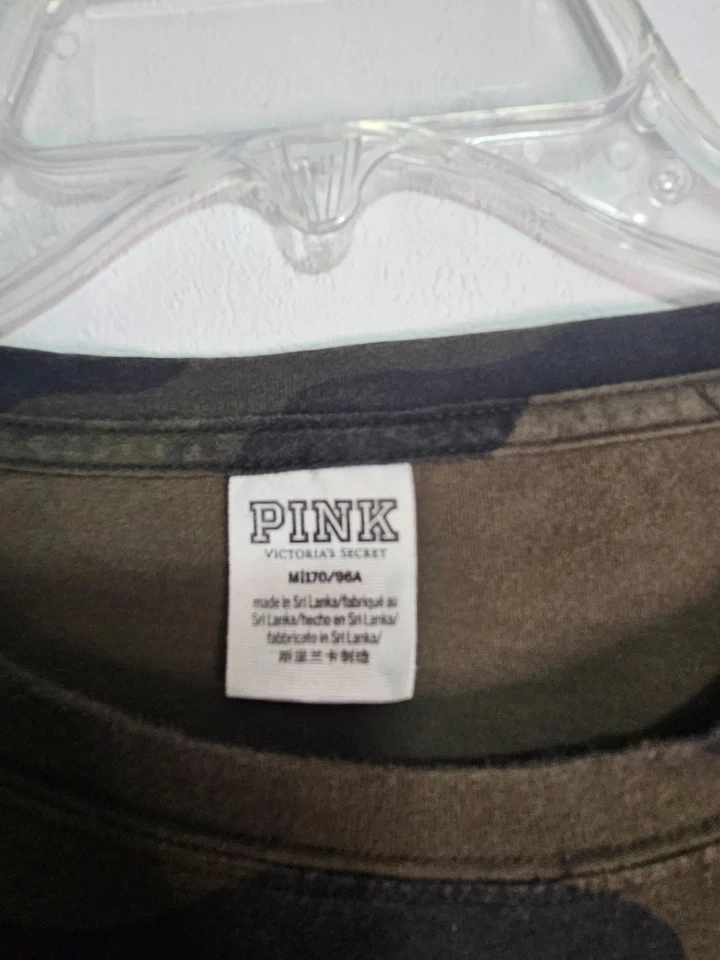 PINK
VICTORIA'S SECRET
M|170/96A
made in Sri Lanka/fabriqué au
Sri Lanka/hecho en Sri Lanka/
fabbricato in Sri Lanka/
斯里兰卡制造